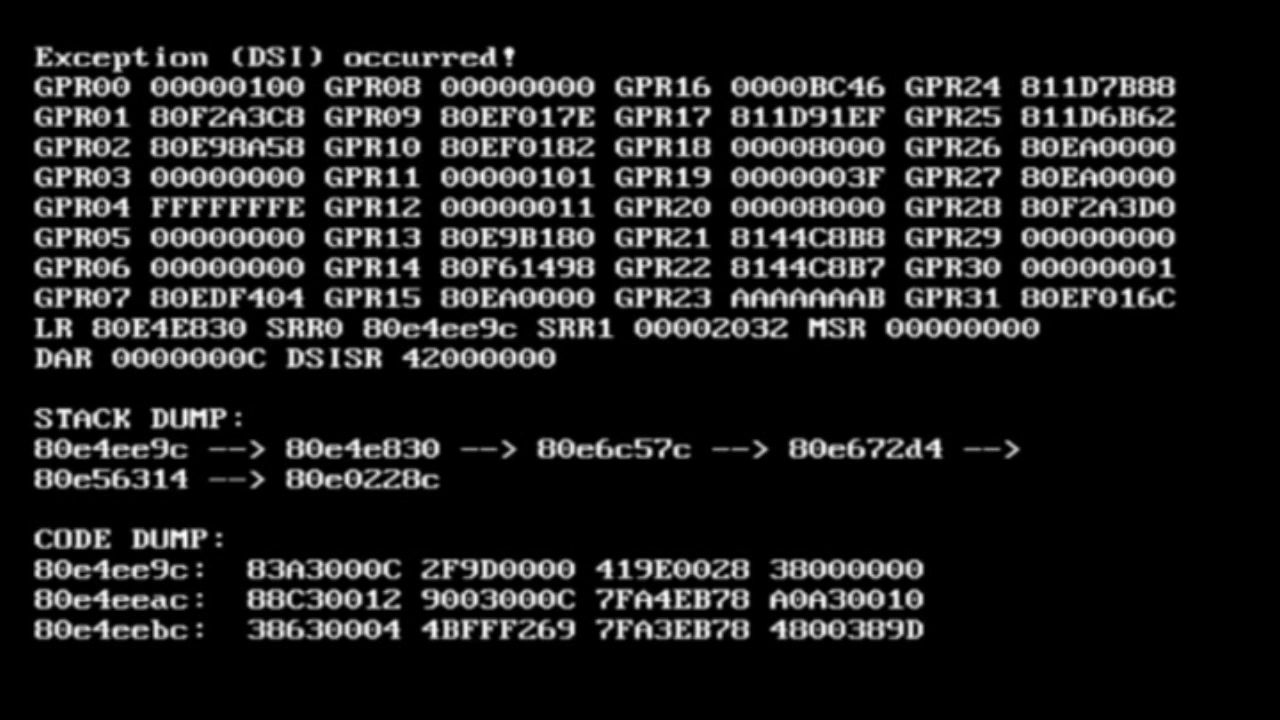 Exception (DSI) occurred!
GPR00 00000100 GPR08 00000000 GPR16 0000BC46 GPR24 811D7B88
GPR01 80F2A3C8 GPR09 80EF017E GPR17 811D91EF GPR25 811D6B62
GPR02 80E98A58 GPR10 80EF0182 GPR18 00008000 GPR26 80EA0000
GPR03 00000000 GPR11 00000101 GPR19 0000003F GPR27 80EA0000
GPR04 FFFFFFFE GPR12 00000011 GPR20 00008000 GPR28 80F2A3D0
GPR05 00000000 GPR13 80E9B180 GPR21 8144C8B8 GPR29 00000000
GPR06 00000000 GPR14 80F61498 GPR22 8144C8B7 GPR30 00000001
GPR07 80EDF404 GPR15 80EA0000 GPR23 AAAAAAAB GPR31 80EF016C
LR 80E4E830 SRR0 80e4ee9c SRR1 00002032 MSR 00000000
DAR 0000000C DSISR 42000000
STACK DUMP:
80e4ee9c --> 80e4e830 --> 80e6c57c --> 80e672d4 -->
80e56314 --> 80e0228c
CODE DUMP:
80e4ee9c:  83A3000C 2F9D0000 419E0028 38000000
80e4eeac:  88C30012 9003000C 7FA4EB78 A0A30010
80e4eebc:  38630004 4BFFF269 7FA3EB78 4800389D